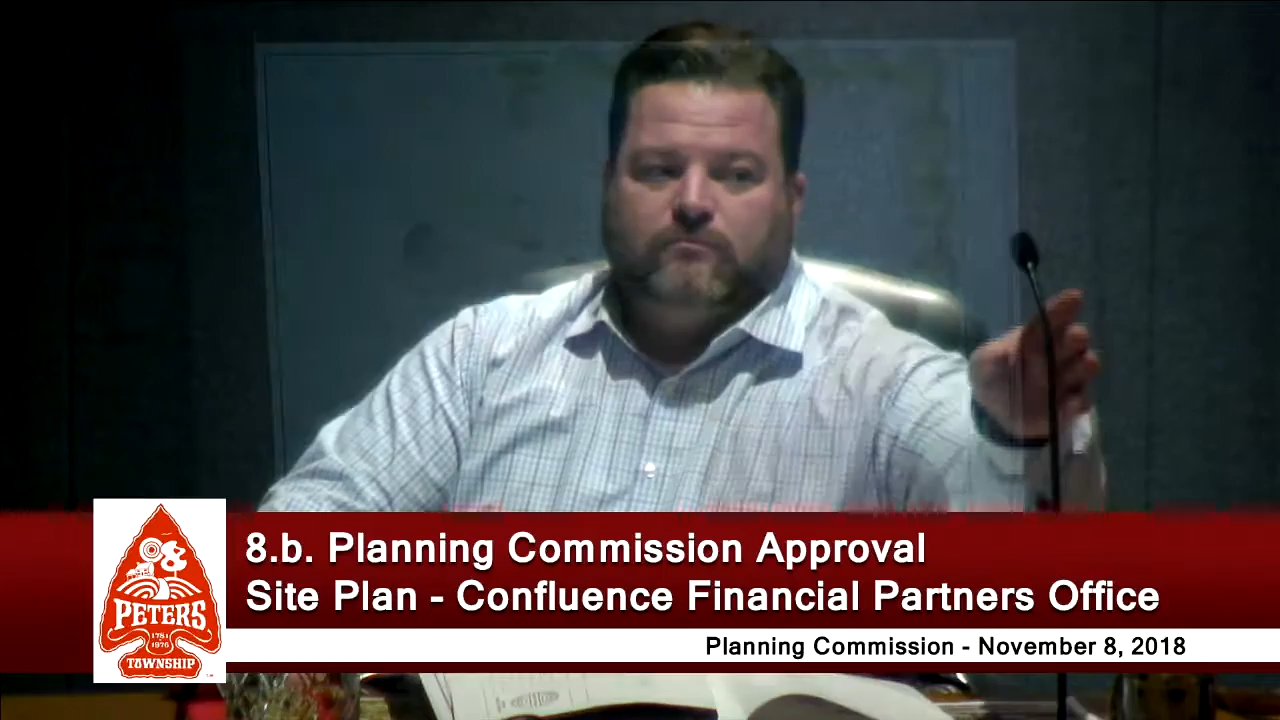 8.b. Planning Commission Approval
Site Plan - Confluence Financial Partners Office
Planning Commission - November 8, 2018
PETERS
1781
1976
TOWNSHIP